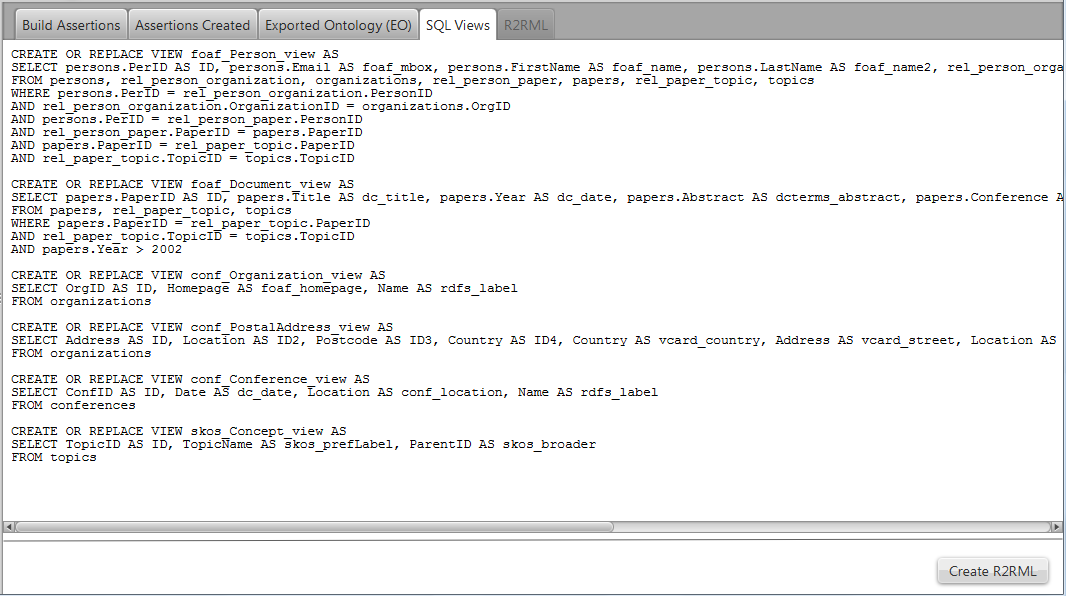 Build Assertions Assertions Created Exported Ontology (EO) SQL Views R2RML
CREATE OR REPLACE VIEW foaf_Person_view AS
SELECT persons.PerID AS ID, persons.Email AS foaf_mbox, persons.FirstName AS foaf_name, persons.LastName AS foaf_name2, rel_person_orga
FROM persons, rel_person_organization, organizations, rel_person_paper, papers, rel_paper_topic, topics
WHERE persons.PerID = rel_person_organization.PersonID
AND rel_person_organization.OrganizationID = organizations.OrgID
AND persons.PerID = rel_person_paper.PersonID
AND rel_person_paper.PaperID = papers.PaperID
AND papers.PaperID = rel_paper_topic.PaperID
AND rel_paper_topic.TopicID = topics.TopicID
CREATE OR REPLACE VIEW foaf_Document_view AS
SELECT papers.PaperID AS ID, papers.Title AS dc_title, papers.Year AS dc_date, papers.Abstract AS dcterms_abstract, papers.Conference A
FROM papers, rel_paper_topic, topics
WHERE papers.PaperID = rel_paper_topic.PaperID
AND rel_paper_topic.TopicID = topics.TopicID
AND papers.Year > 2002
CREATE OR REPLACE VIEW conf_Organization_view AS
SELECT OrgID AS ID, Homepage AS foaf_homepage, Name AS rdfs_label
FROM organizations
CREATE OR REPLACE VIEW conf_PostalAddress_view AS
SELECT Address AS ID, Location AS ID2, Postcode AS ID3, Country AS ID4, Country AS vcard_country, Address AS vcard_street, Location AS
FROM organizations
CREATE OR REPLACE VIEW conf_Conference_view AS
SELECT ConfID AS ID, Date AS dc_date, Location AS conf_location, Name AS rdfs_label
FROM conferences
CREATE OR REPLACE VIEW skos_Concept_view AS
SELECT TopicID AS ID, TopicName AS skos_prefLabel, ParentID AS skos_broader
FROM topics
Create R2RML